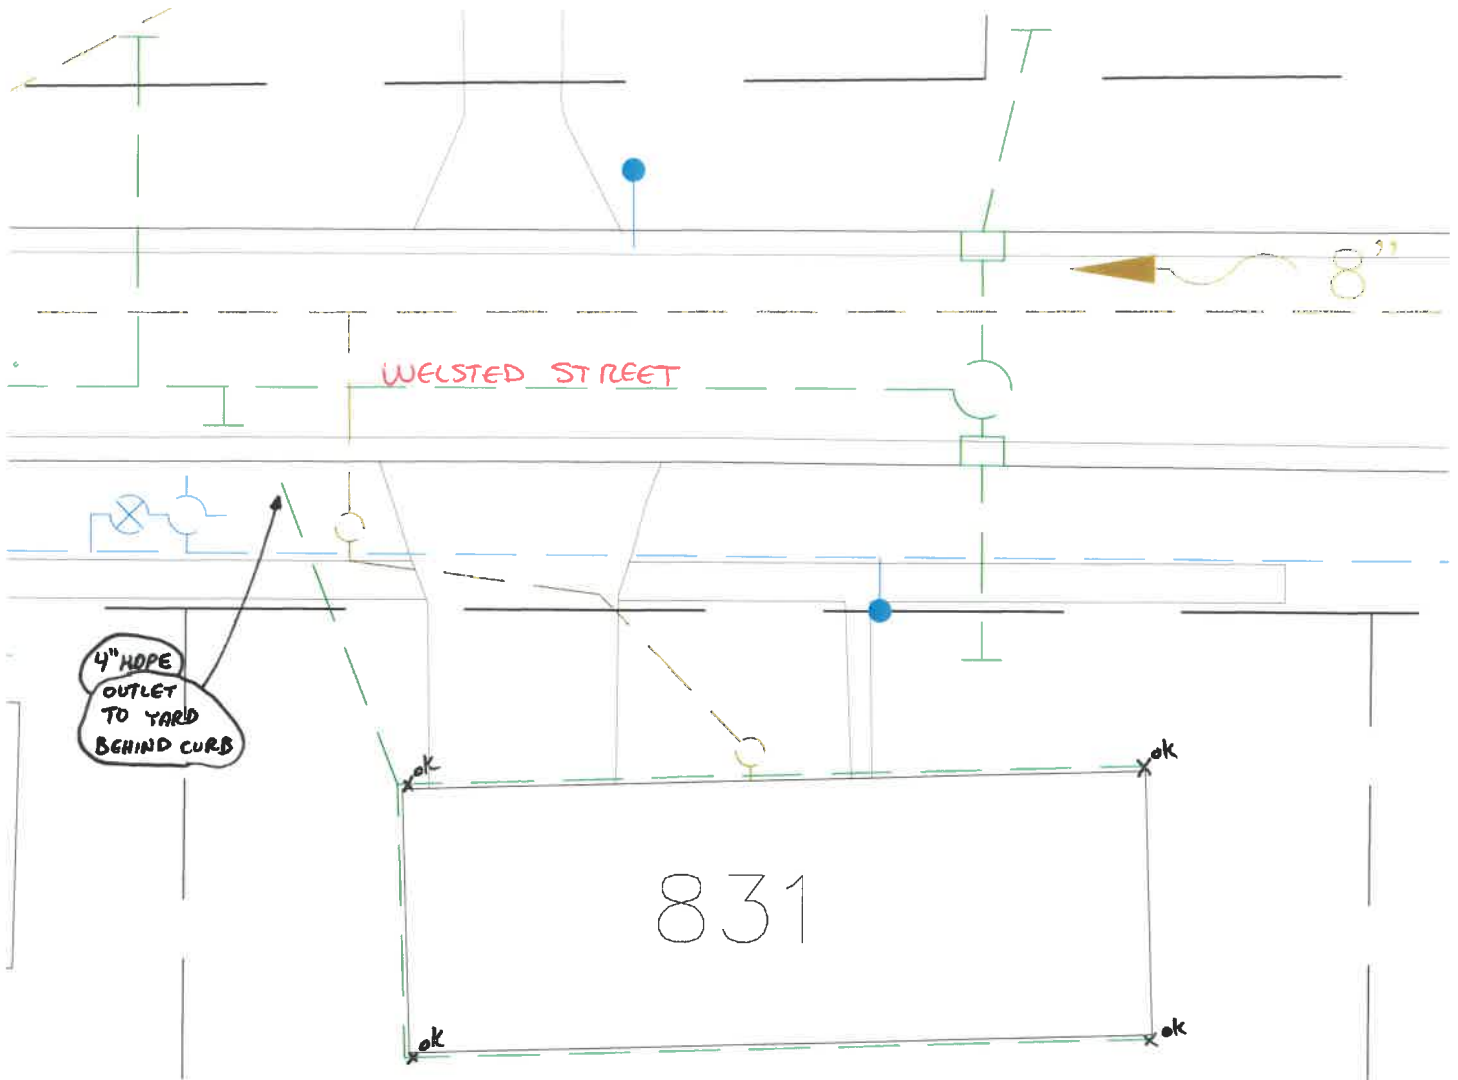 8"
WELSTED STREET
4" HDPE
OUTLET
TO YARD
BEHIND CURB
ok
ok
831
ok
ok